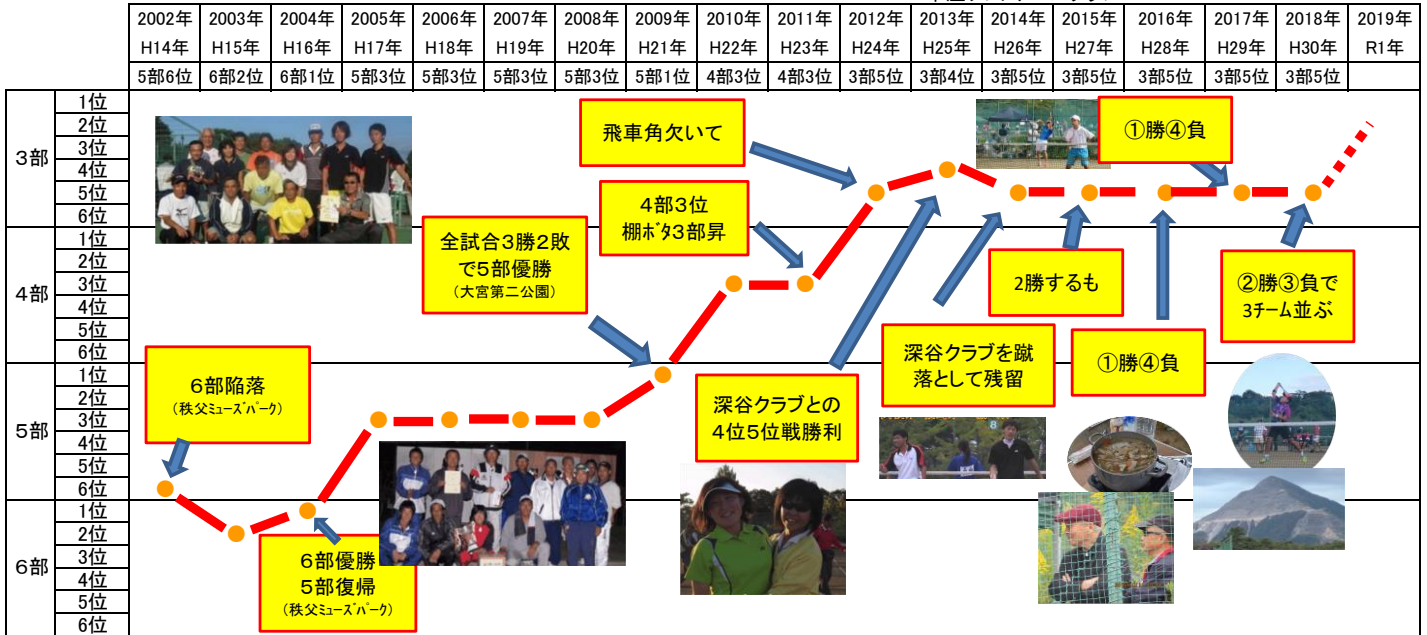 2002年 2003年 2004年 2005年 2006年 2007年 2008年 2009年 2010年 2011年 2012年 2013年 2014年 2015年 2016年 2017年 2018年 2019年
H14年 H15年 H16年 H17年 H18年 H19年 H20年 H21年 H22年 H23年 H24年 H25年 H26年 H27年 H28年 H29年 H30年 R1年
5部6位 6部2位 6部1位 5部3位 5部3位 5部3位 5部3位 5部1位 4部3位 4部3位 3部5位 3部4位 3部5位 3部5位 3部5位 3部5位 3部5位
3部
1位
2位
3位
4位
5位
6位
4部
1位
2位
3位
4位
5位
6位
5部
1位
2位
3位
4位
5位
6位
6部
1位
2位
3位
4位
5位
6位
飛車角欠いて
①勝④負
4部3位
棚ボタ3部昇
全試合3勝2敗
で5部優勝
(大宮第二公園)
2勝するも
②勝③負で
3チーム並ぶ
深谷クラブを蹴
落として残留
①勝④負
6部陥落
(秩父ミューズパーク)
深谷クラブとの
4位5位戦勝利
8
6部優勝
5部復帰
(秩父ミューズパーク)